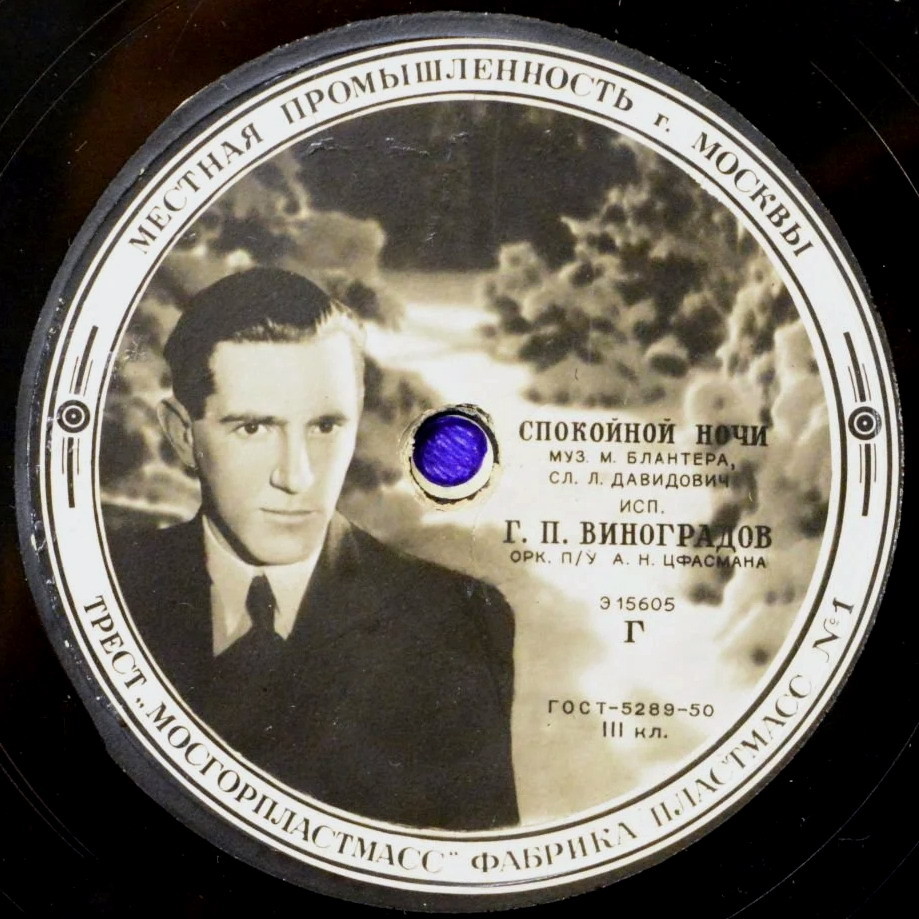 МЕСТНАЯ ПРОМЫШЛЕННОСТЬ г. МОСКВЫ
СПОКОЙНОЙ НОЧИ
МУЗ. М. БЛАНТЕРА,
СЛ. Л. ДАВИДОВИЧ
ИСП.
Г. П. ВИНОГРАДОВ
ОРК. П/У А. Н. ЦФАСМАНА
Э 15605
Г
ГОСТ-5289-50
III кл.
ТРЕСТ „МОСГОРПЛАСТМАСС" ФАБРИКА ПЛАСТМАСС №1